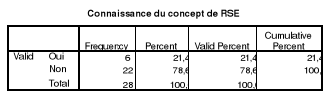 Connaissance du concept de RSE
Frequency Percent Valid Percent Cumulative Percent
Valid Oui 6 21,4 21,4 21,4
Non 22 78,6 78,6 100,
Total 28 100, 100,